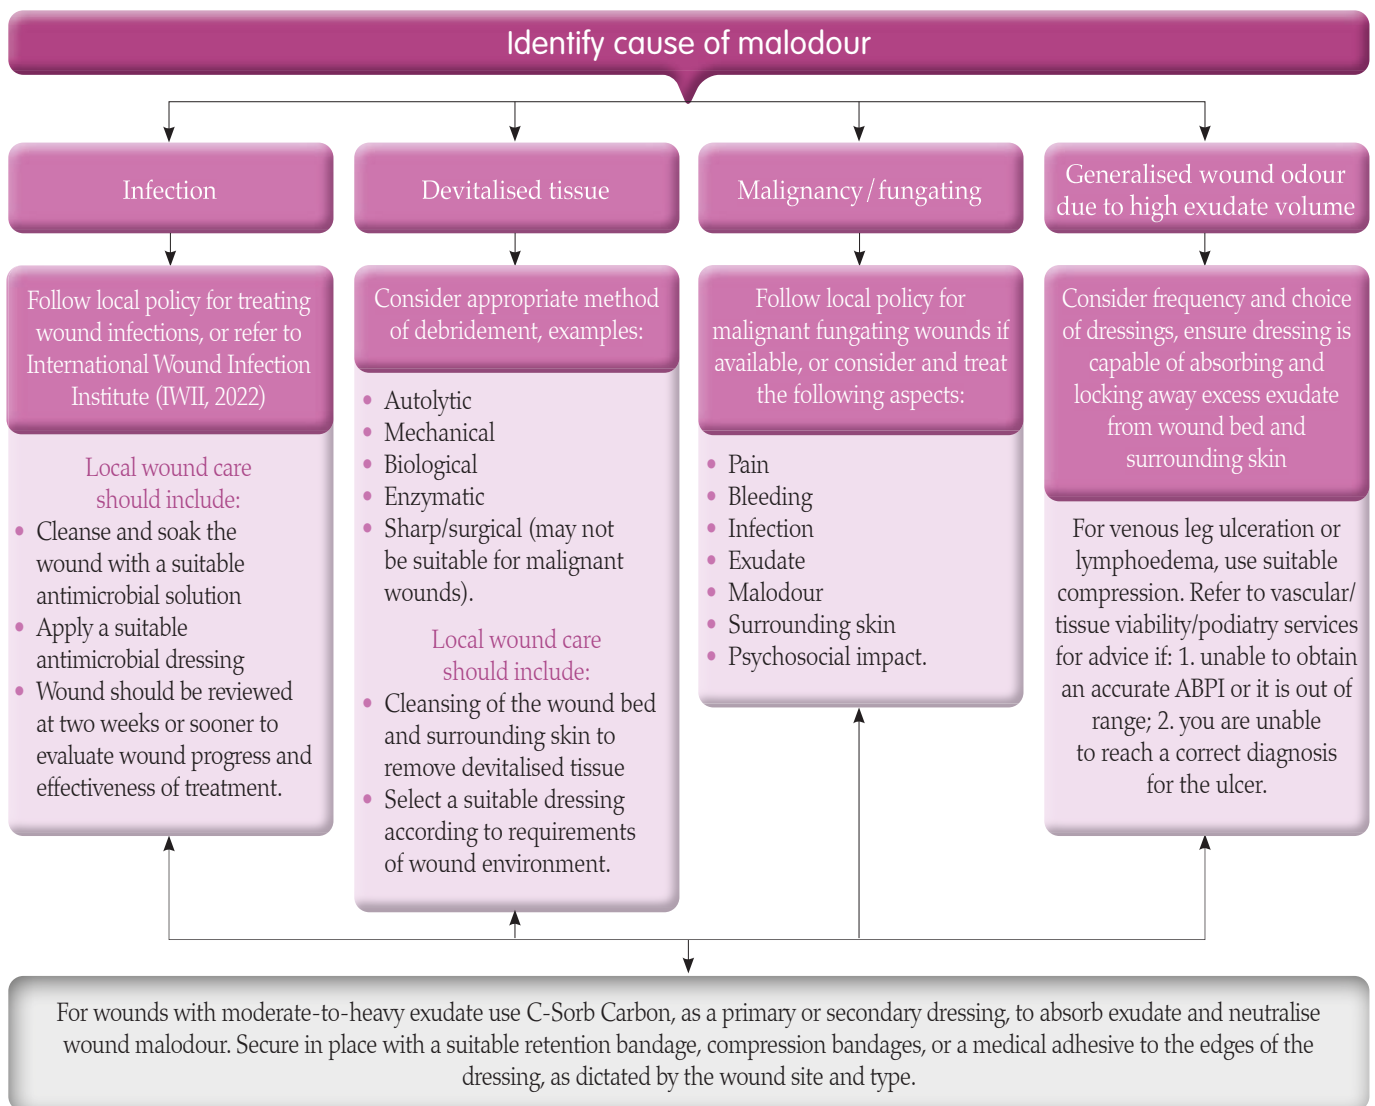 Identify cause of malodour
Infection
Follow local policy for treating
wound infections, or refer to
International Wound Infection
Institute (IWII, 2022)
Local wound care
should include:
• Cleanse and soak the
wound with a suitable
antimicrobial solution
• Apply a suitable
antimicrobial dressing
• Wound should be reviewed
at two weeks or sooner to
evaluate wound progress and
effectiveness of treatment.
Devitalised tissue
Consider appropriate method
of debridement, examples:
• Autolytic
• Mechanical
• Biological
• Enzymatic
• Sharp/surgical (may not
be suitable for malignant
wounds).
Local wound care
should include:
• Cleansing of the wound bed
and surrounding skin to
remove devitalised tissue
• Select a suitable dressing
according to requirements
of wound environment.
Malignancy/fungating
Follow local policy for
malignant fungating wounds if
available, or consider and treat
the following aspects:
• Pain
• Bleeding
• Infection
• Exudate
• Malodour
• Surrounding skin
• Psychosocial impact.
Generalised wound odour
due to high exudate volume
Consider frequency and choice
of dressings, ensure dressing is
capable of absorbing and
locking away excess exudate
from wound bed and
surrounding skin
For venous leg ulceration or
lymphoedema, use suitable
compression. Refer to vascular/
tissue viability/podiatry services
for advice if: 1. unable to obtain
an accurate ABPI or it is out of
range; 2. you are unable
to reach a correct diagnosis
for the ulcer.
For wounds with moderate-to-heavy exudate use C-Sorb Carbon, as a primary or secondary dressing, to absorb exudate and neutralise
wound malodour. Secure in place with a suitable retention bandage, compression bandages, or a medical adhesive to the edges of the
dressing, as dictated by the wound site and type.